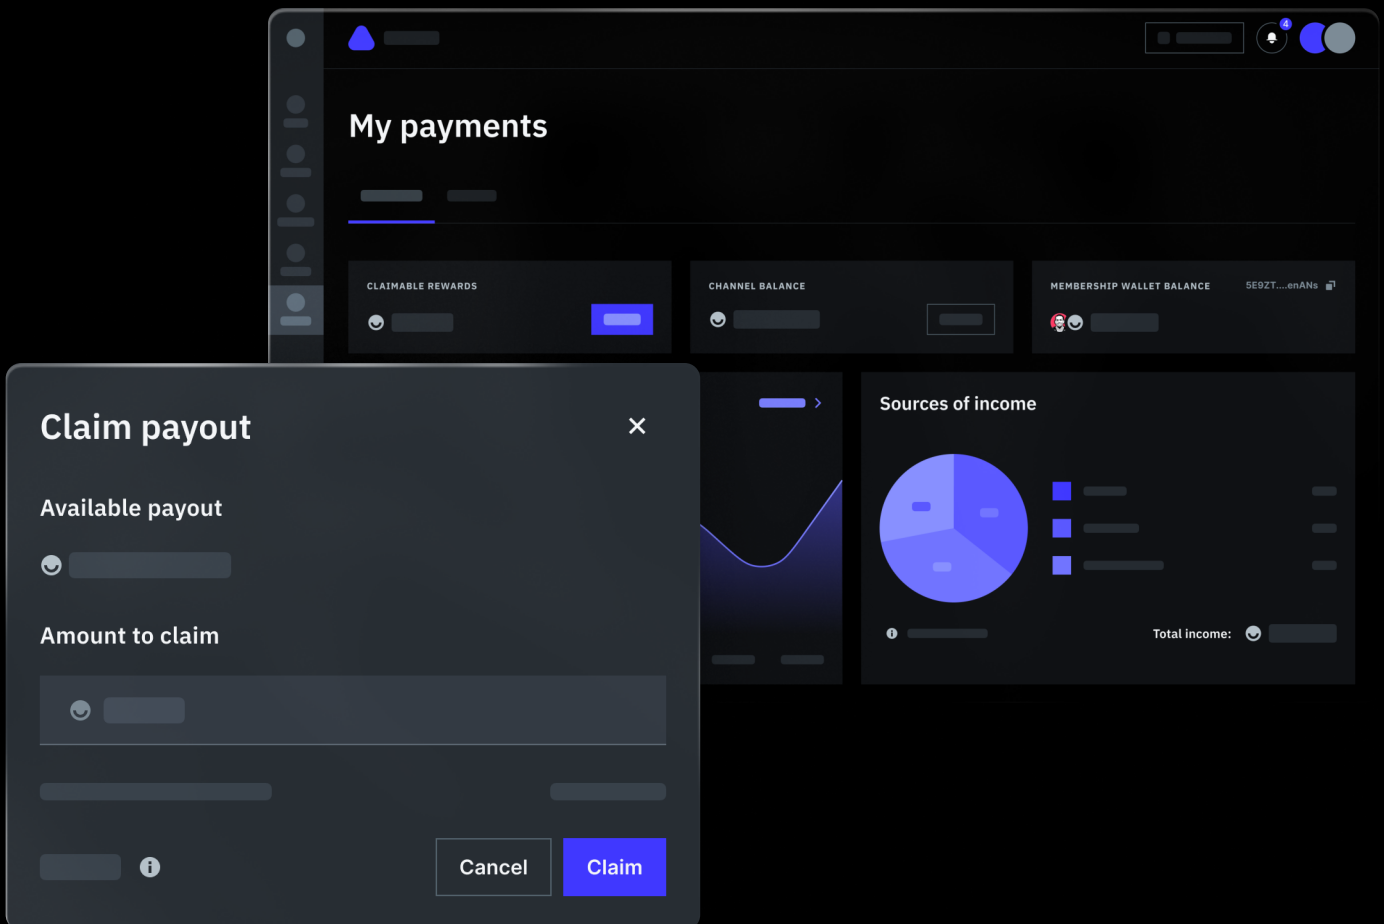 4
My payments
CLAIMABLE REWARDS
CHANNEL BALANCE
MEMBERSHIP WALLET BALANCE
5E9ZT....enANs
Sources of income
Total income:
Claim payout
Available payout
Amount to claim
Cancel
Claim